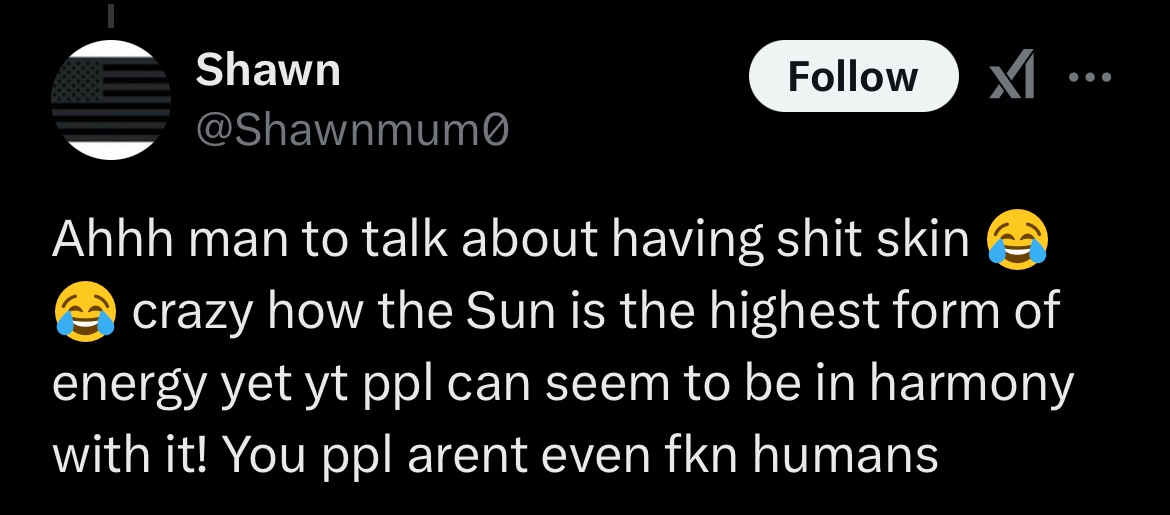 Shawn
Follow
@Shawnmum0
Ahhh man to talk about having shit skin 😂
😂 crazy how the Sun is the highest form of
energy yet yt ppl can seem to be in harmony
with it! You ppl arent even fkn humans